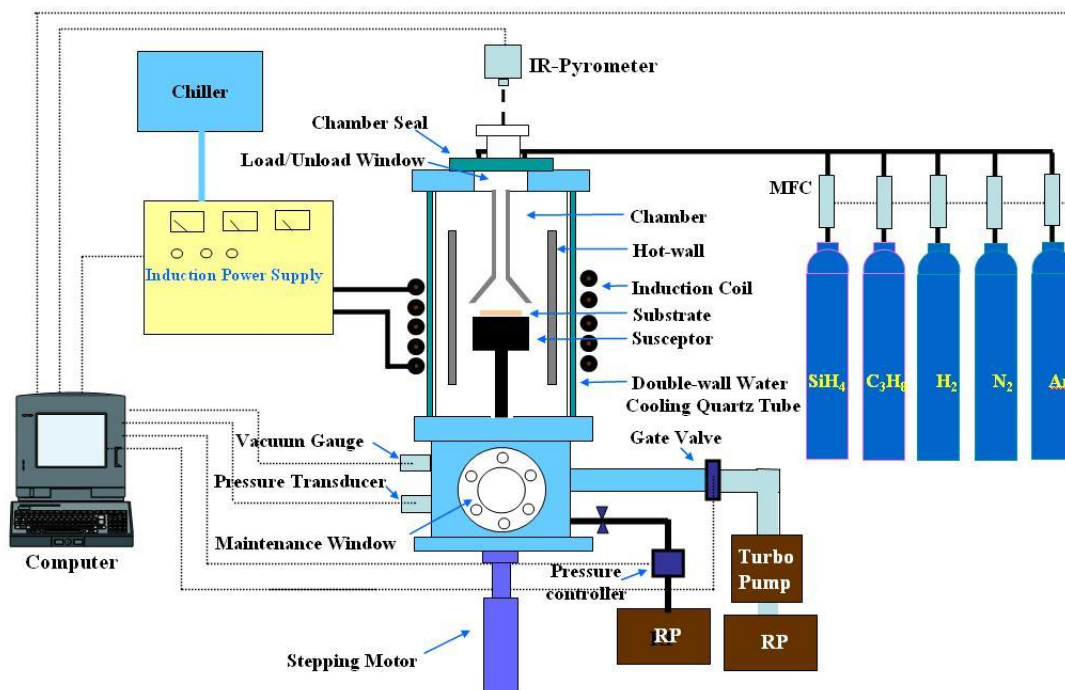 IR-Pyrometer
Chiller
Chamber Seal
Load/Unload Window
MFC
Chamber
Hot-wall
Induction Power Supply
Induction Coil
Substrate
Susceptor
SiH₄
C₃H₈
H₂
N₂
Ar
Double-wall Water
Cooling Quartz Tube
Gate Valve
Vacuum Gauge
Pressure Transducer
Maintenance Window
Computer
Pressure
controller
Turbo
Pump
RP
RP
Stepping Motor